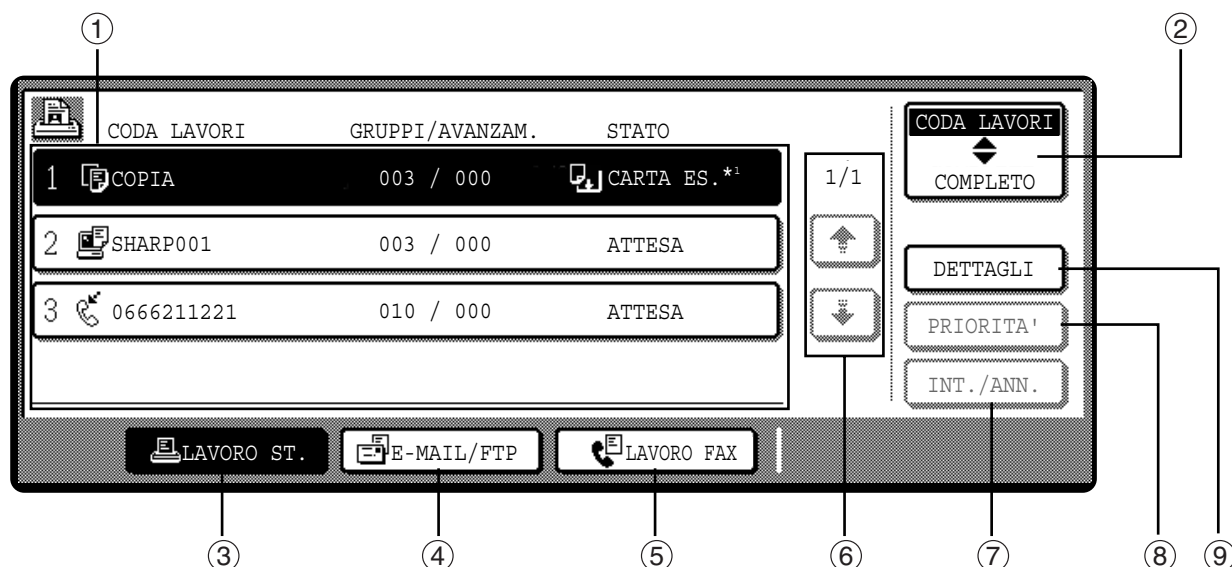 ① ②
CODA LAVORI GRUPPI/AVANZAM. STATO CODA LAVORI
1 COPIA 003 / 000 CARTA ES.*¹ 1/1 COMPLETO
2 SHARP001 003 / 000 ATTESA
DETTAGLI
3 0666211221 010 / 000 ATTESA PRIORITA'
INT./ANN.
LAVORO ST. E-MAIL/FTP LAVORO FAX
③ ④ ⑤ ⑥ ⑦ ⑧ ⑨